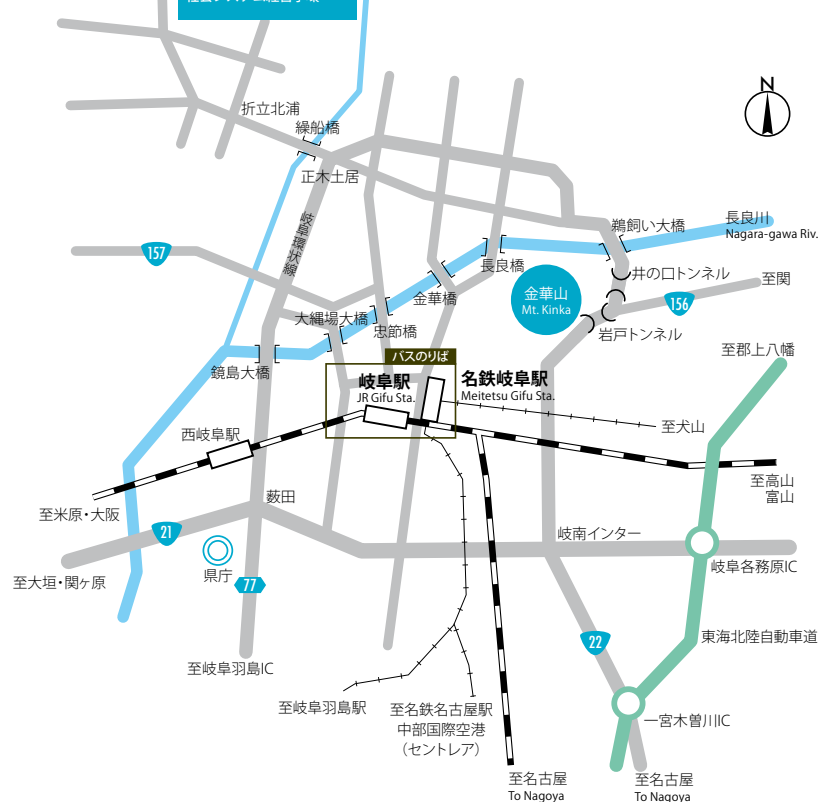 折立北浦
繰船橋
正木土居
N
岐阜環状線
鵜飼い大橋
長良川
Nagara-gawa Riv.
157
長良橋
井の口トンネル
金華橋
金華山
Mt. Kinka
至関
156
大縄場大橋
忠節橋
岩戸トンネル
バスのりば
至郡上八幡
鏡島大橋
岐阜駅
JR Gifu Sta.
名鉄岐阜駅
Meitetsu Gifu Sta.
至犬山
西岐阜駅
至高山
富山
薮田
至米原・大阪
21
岐南インター
岐阜各務原IC
県庁
至大垣・関ヶ原
77
東海北陸自動車道
22
至岐阜羽島IC
至岐阜羽島駅
至名鉄名古屋駅
中部国際空港
（セントレア）
一宮木曽川IC
至名古屋
To Nagoya
至名古屋
To Nagoya